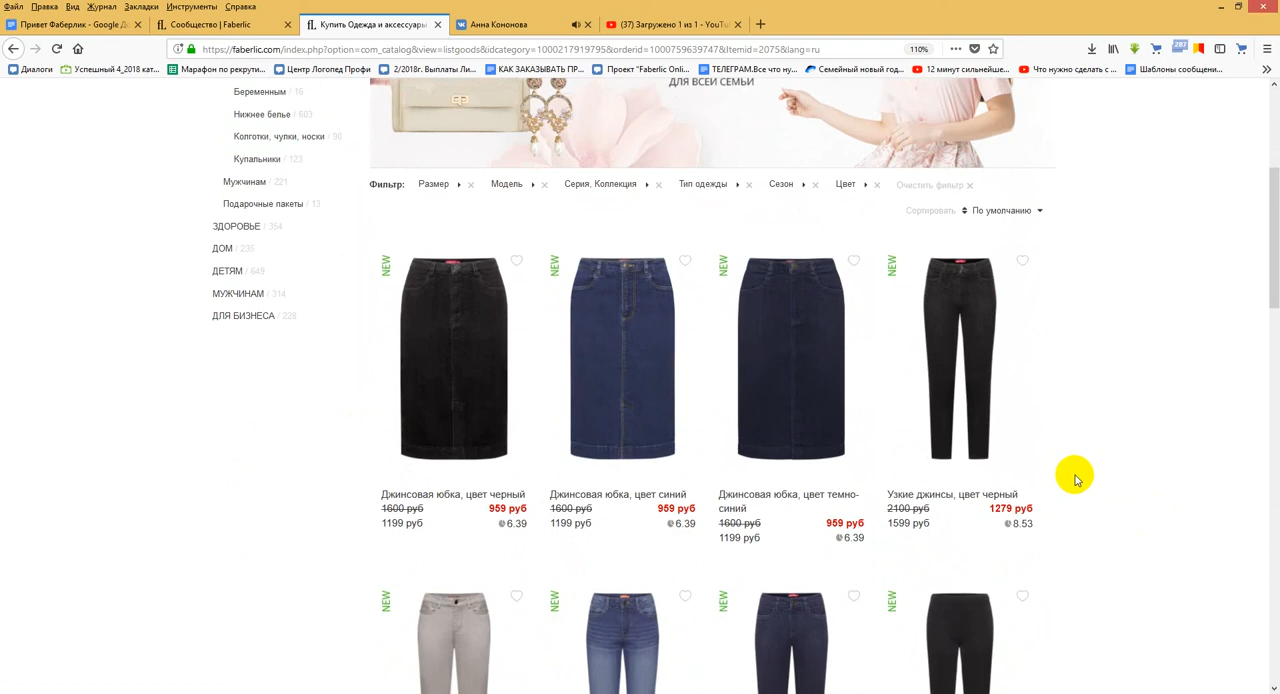 Файл Правка Вид Журнал Закладки Инструменты Справка
Привет Фаберлик - Google Д
Сообщество | Faberlic
Купить Одежда и аксессуары
Анна Кононова
(37) Загружено 1 из 1 - YouTu
https://faberlic.com/index.php?option=com_catalog&view=listgoods&idcategory=1000217919795&orderid=1000759639747&Itemid=2075&lang=ru
110%
287
Диалоги
Успешный 4_2018 кат...
Марафон по рекрути...
Центр Логопед Профи
2/2018г. Выплаты Ли...
КАК ЗАКАЗЫВАТЬ ПР...
Проект "Faberlic Onli...
ТЕЛЕГРАМ.Все что ну...
Семейный новый год...
12 минут сильнейше...
Что нужно сделать с ...
Шаблоны сообщени...
ДЛЯ ВСЕЙ СЕМЬИ
Беременным / 16
Нижнее белье / 603
Колготки, чулки, носки / 90
Купальники / 123
Мужчинам / 221
Подарочные пакеты / 13
ЗДОРОВЬЕ / 354
ДОМ / 235
ДЕТЯМ / 649
МУЖЧИНАМ / 314
ДЛЯ БИЗНЕСА / 228
Фильтр: Размер Модель Серия, Коллекция Тип одежды Сезон Цвет Очистить фильтр
Сортировать По умолчанию
NEW
NEW
NEW
NEW
Джинсовая юбка, цвет черный
1600 руб 959 руб
1199 руб 6.39
Джинсовая юбка, цвет синий
1600 руб 959 руб
1199 руб 6.39
Джинсовая юбка, цвет темно-
синий
1600 руб 959 руб
1199 руб 6.39
Узкие джинсы, цвет черный
2100 руб 1279 руб
1599 руб 8.53
NEW
NEW
NEW
NEW